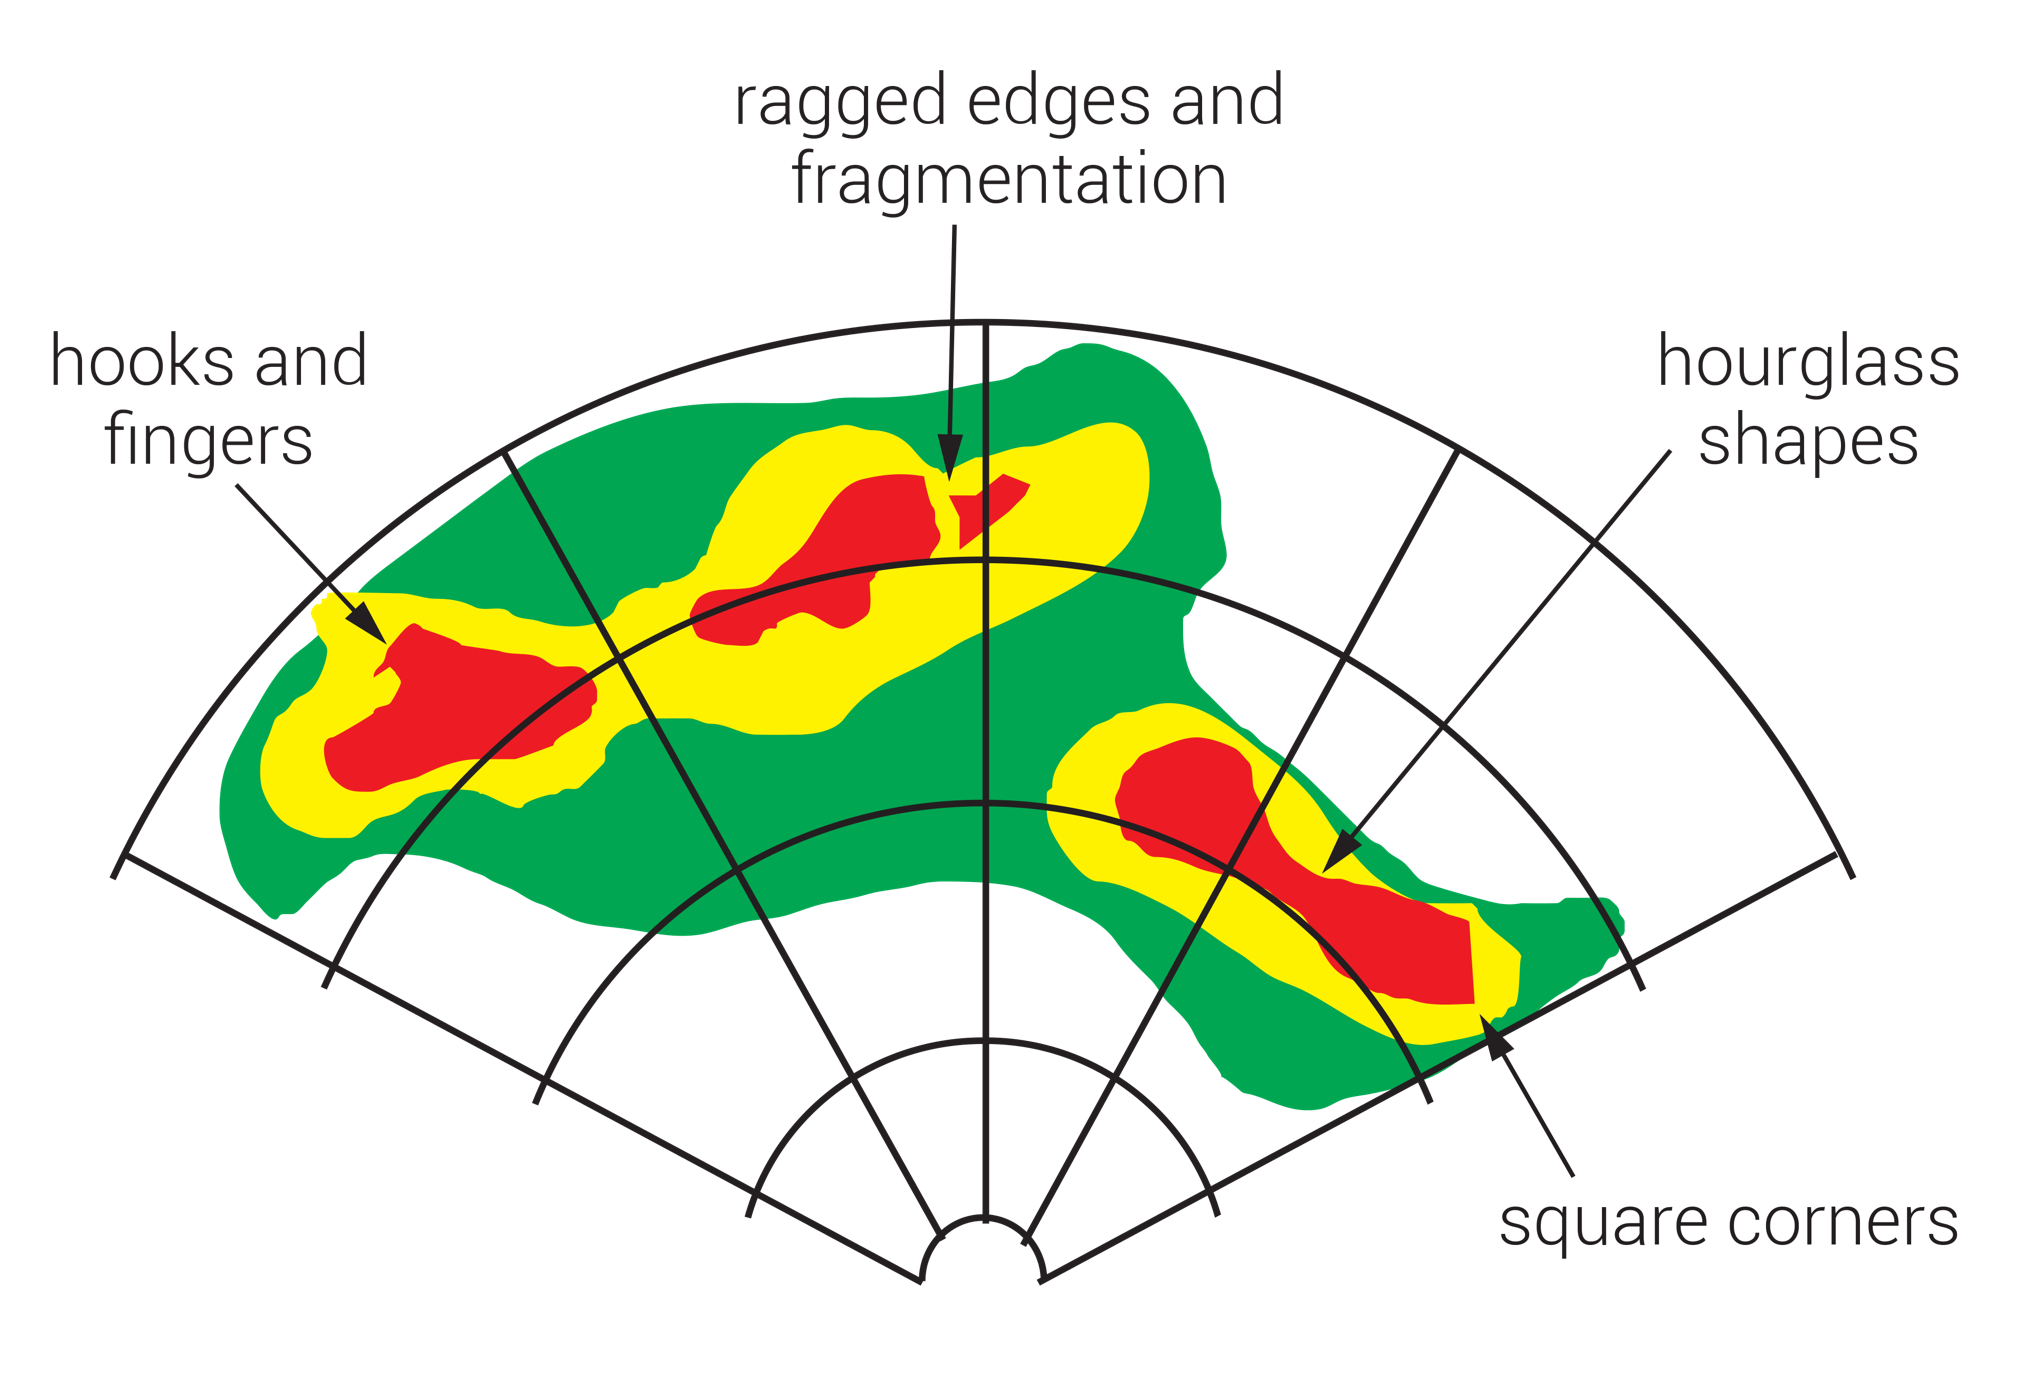 ragged edges and
fragmentation
hooks and
fingers
hourglass
shapes
square corners